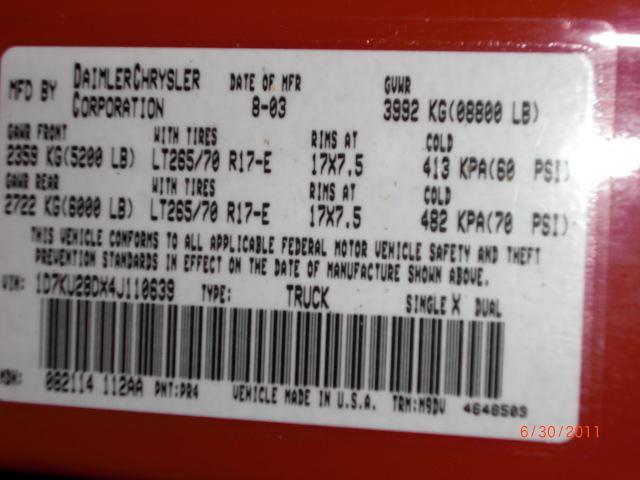 MFD BY DAIMLERCHRYSLER CORPORATION DATE OF MFR 8-03 GVWR 3992 KG(08800 LB)
GAWR FRONT WITH TIRES RIMS AT COLD
2359 KG(5200 LB) LT265/70 R17-E 17X7.5 413 KPA(60 PSI)
GAWR REAR WITH TIRES RIMS AT COLD
2722 KG(6000 LB) LT265/70 R17-E 17X7.5 482 KPA(70 PSI)
THIS VEHICLE CONFORMS TO ALL APPLICABLE FEDERAL MOTOR VEHICLE SAFETY AND THEFT
PREVENTION STANDARDS IN EFFECT ON THE DATE OF MANUFACTURE SHOWN ABOVE.
VIN: 1D7KU28DX4J110639 TYPE: TRUCK SINGLE X DUAL
MDH: 082114 112AA PNT:PR4 VEHICLE MADE IN U.S.A. TRM:M9DV 4648503
6/30/2011